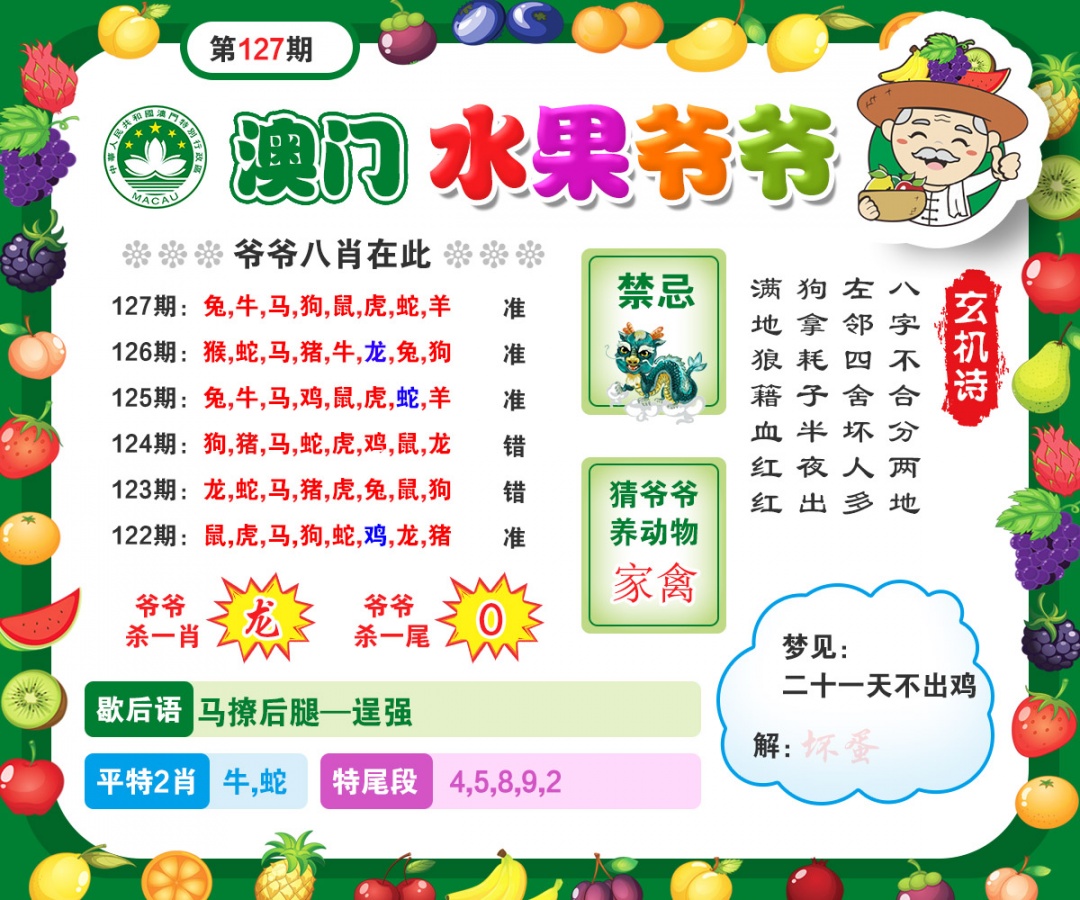 第127期
中華人民共和國澳門特別行政區
MACAU
澳门 水果爷爷
爷爷八肖在此
127期：兔,牛,马,狗,鼠,虎,蛇,羊 准
126期：猴,蛇,马,猪,牛,龙,兔,狗 准
125期：兔,牛,马,鸡,鼠,虎,蛇,羊 准
124期：狗,猪,马,蛇,虎,鸡,鼠,龙 错
123期：龙,蛇,马,猪,虎,兔,鼠,狗 错
122期：鼠,虎,马,狗,蛇,鸡,龙,猪 准
爷爷
杀一肖
龙
爷爷
杀一尾
0
禁忌
猜爷爷
养动物
家禽
玄机诗
八字不合分两地
左邻四舍坏人多
狗拿耗子半夜出
满地狼藉血红红
歇后语 马撩后腿—逞强
平特2肖 牛,蛇
特尾段 4,5,8,9,2
梦见：
二十一天不出鸡
解：坏蛋